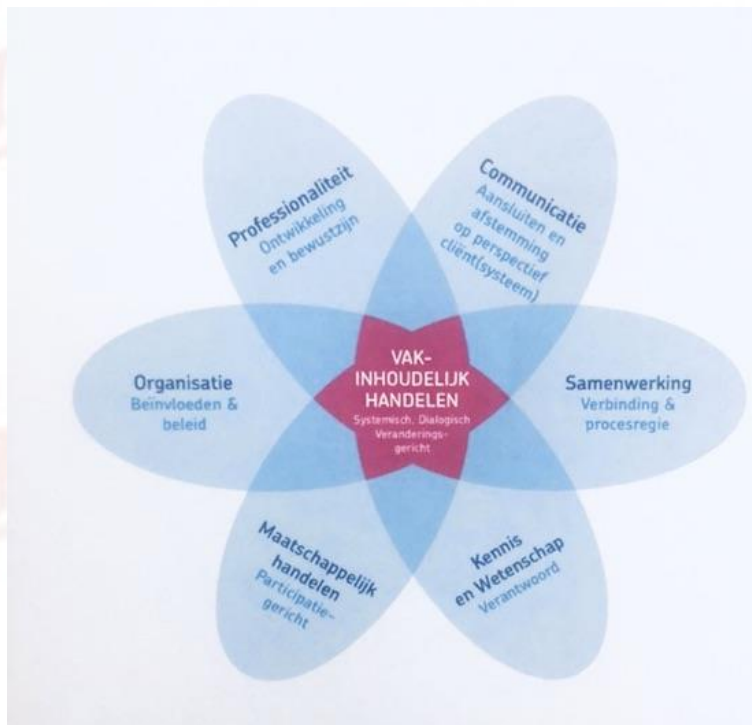 Professionaliteit
Ontwikkeling
en bewustzijn
Communicatie
Aansluiten en
afstemming
op perspectief
cliënt(systeem)
Organisatie
Beïnvloeden &
beleid
VAK-
INHOUDELIJK
HANDELEN
Systemisch, Dialogisch
Veranderings-
gericht
Samenwerking
Verbinding &
procesregie
Maatschappelijk
handelen
Participatie-
gericht
Kennis
en Wetenschap
Verantwoord